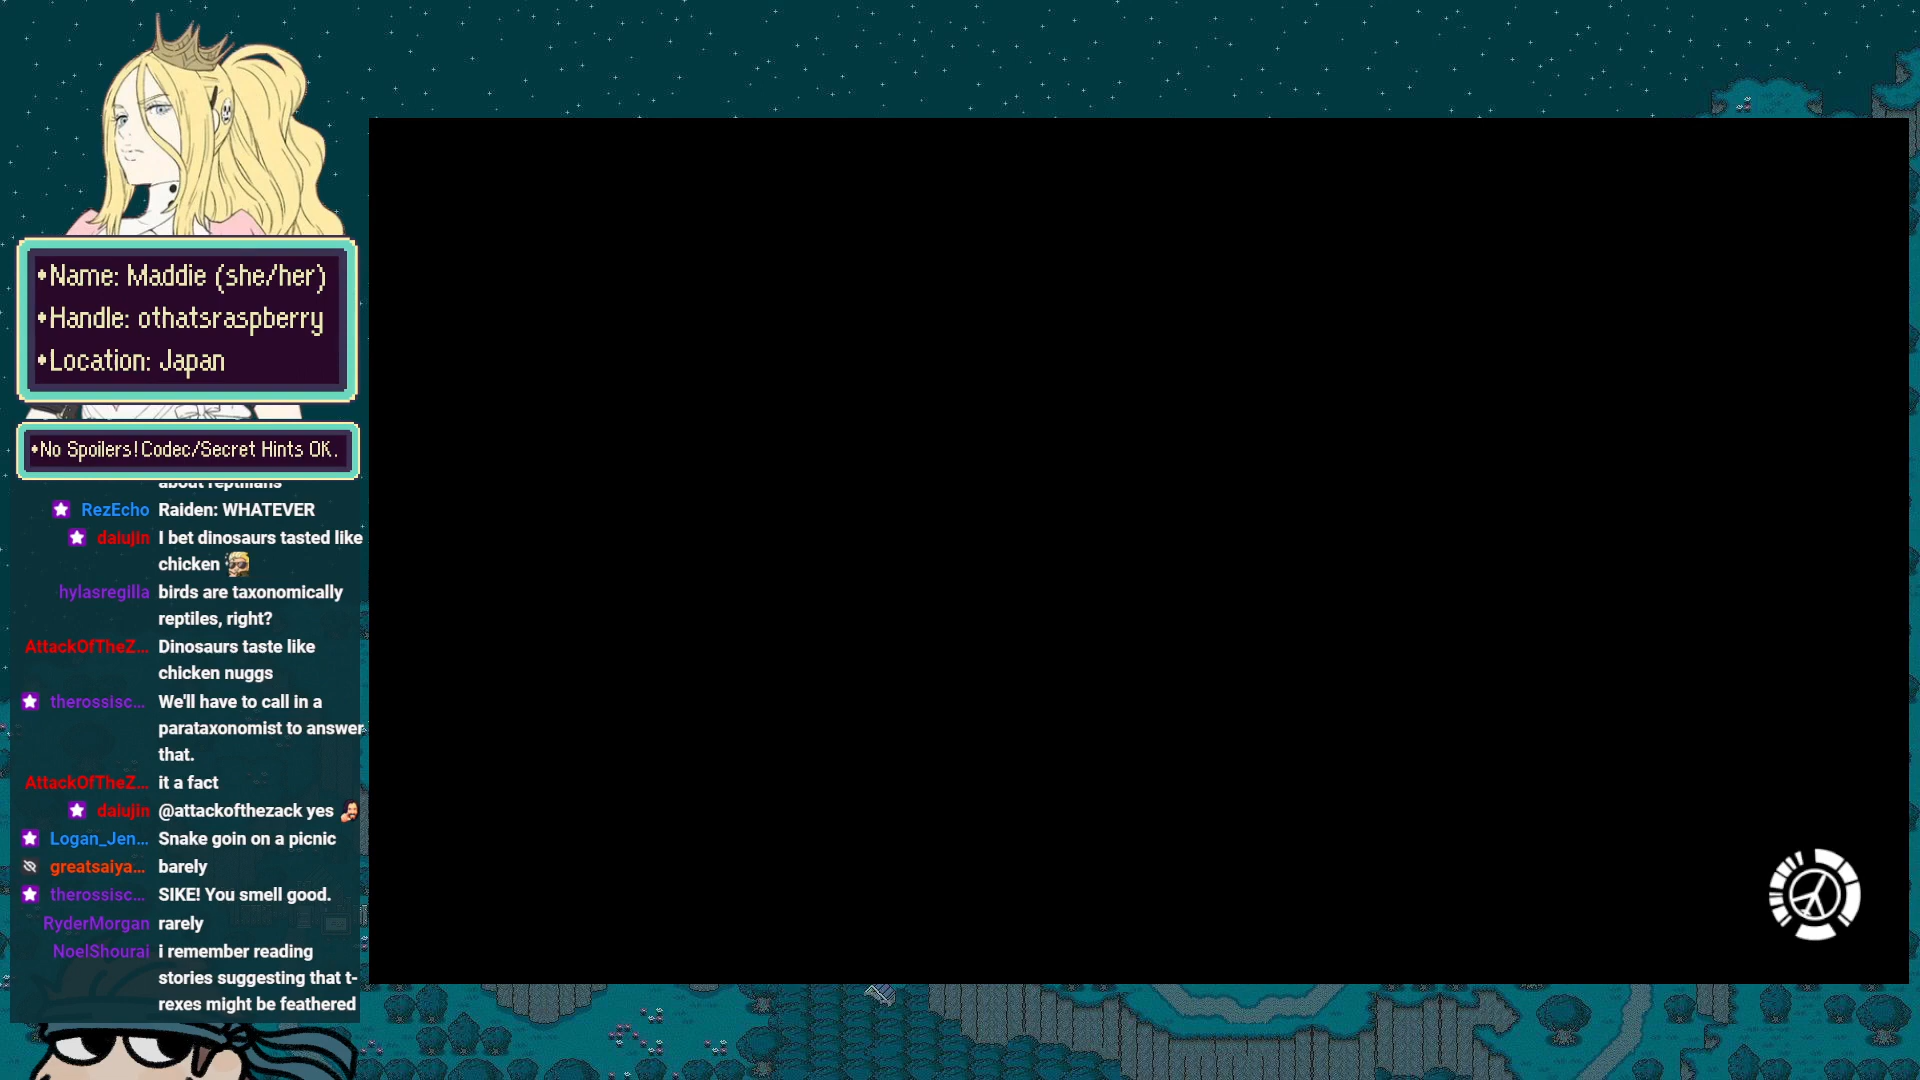 •Name: Maddie (she/her)
•Handle: othatsraspberry
•Location: Japan
•No Spoilers! Codec/Secret Hints OK.
about reptilians
RezEcho Raiden: WHATEVER
daiujin I bet dinosaurs tasted like
chicken
hylasregilla birds are taxonomically
reptiles, right?
AttackOfTheZ... Dinosaurs taste like
chicken nuggs
therossisc... We'll have to call in a
parataxonomist to answer
that.
AttackOfTheZ... it a fact
daiujin @attackofthezack yes
Logan_Jen... Snake goin on a picnic
greatsaiya... barely
therossisc... SIKE! You smell good.
RyderMorgan rarely
NoelShourai i remember reading
stories suggesting that t-
rexes might be feathered